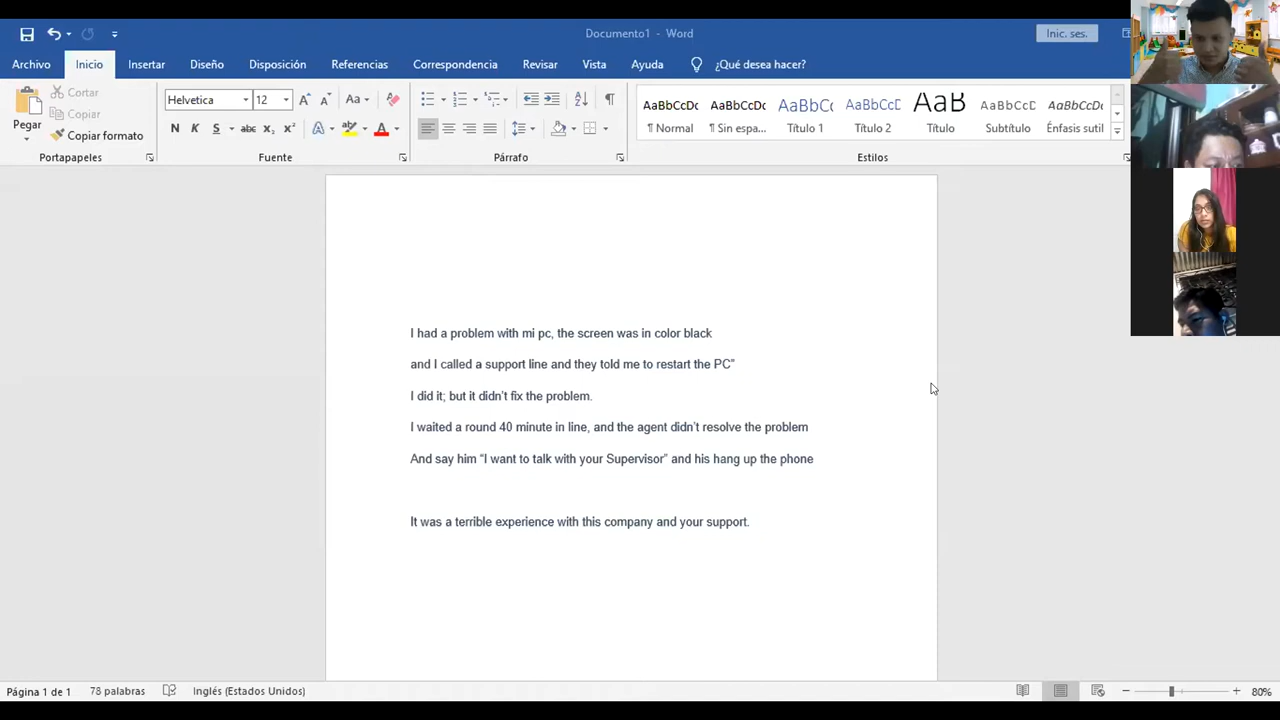 Documento1 - Word
Inic. ses.
Archivo Inicio Insertar Diseño Disposición Referencias Correspondencia Revisar Vista Ayuda ¿Qué desea hacer?
Pegar
Cortar
Copiar
Copiar formato
Portapapeles
Helvetica 12
Aa
N K S abc x₂ x²
A A
Fuente
Párrafo
AaBbCcDc AaBbCcDc AaBbCc AaBbCcD AaB AaBbCcD AaBbCcDc
¶ Normal ¶ Sin espa... Título 1 Título 2 Título Subtítulo Énfasis sutil
Estilos
I had a problem with mi pc, the screen was in color black
and I called a support line and they told me to restart the PC”
I did it; but it didn’t fix the problem.
I waited a round 40 minute in line, and the agent didn’t resolve the problem
And say him “I want to talk with your Supervisor” and his hang up the phone
It was a terrible experience with this company and your support.
Página 1 de 1 78 palabras Inglés (Estados Unidos) 80%